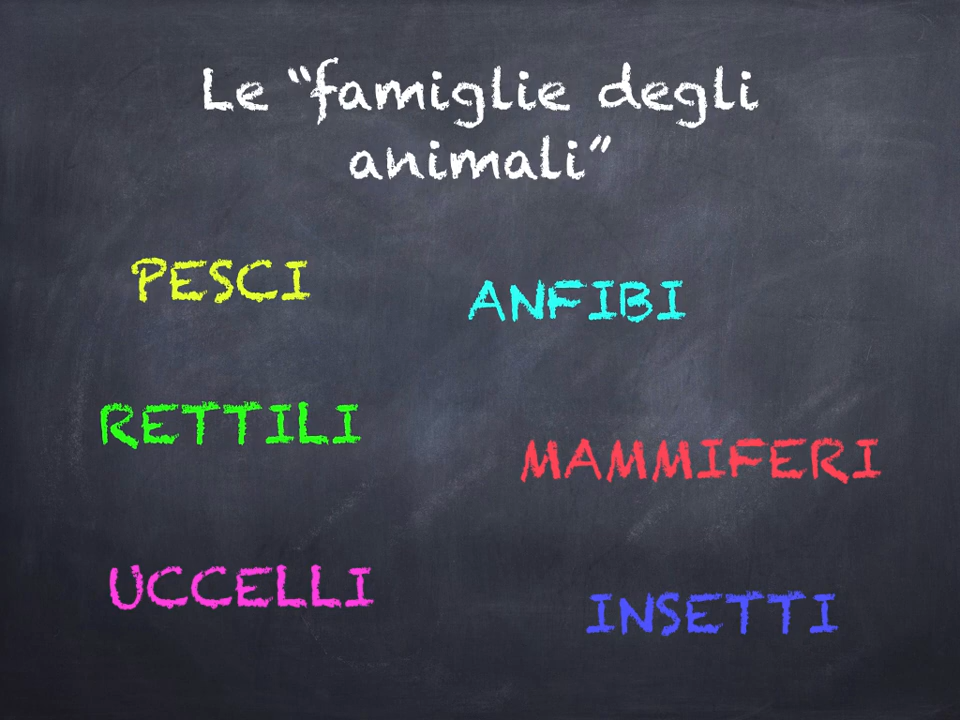 Le “famiglie degli
animali”
PESCI
ANFIBI
RETTILI
MAMMIFERI
UCCELLI
INSETTI